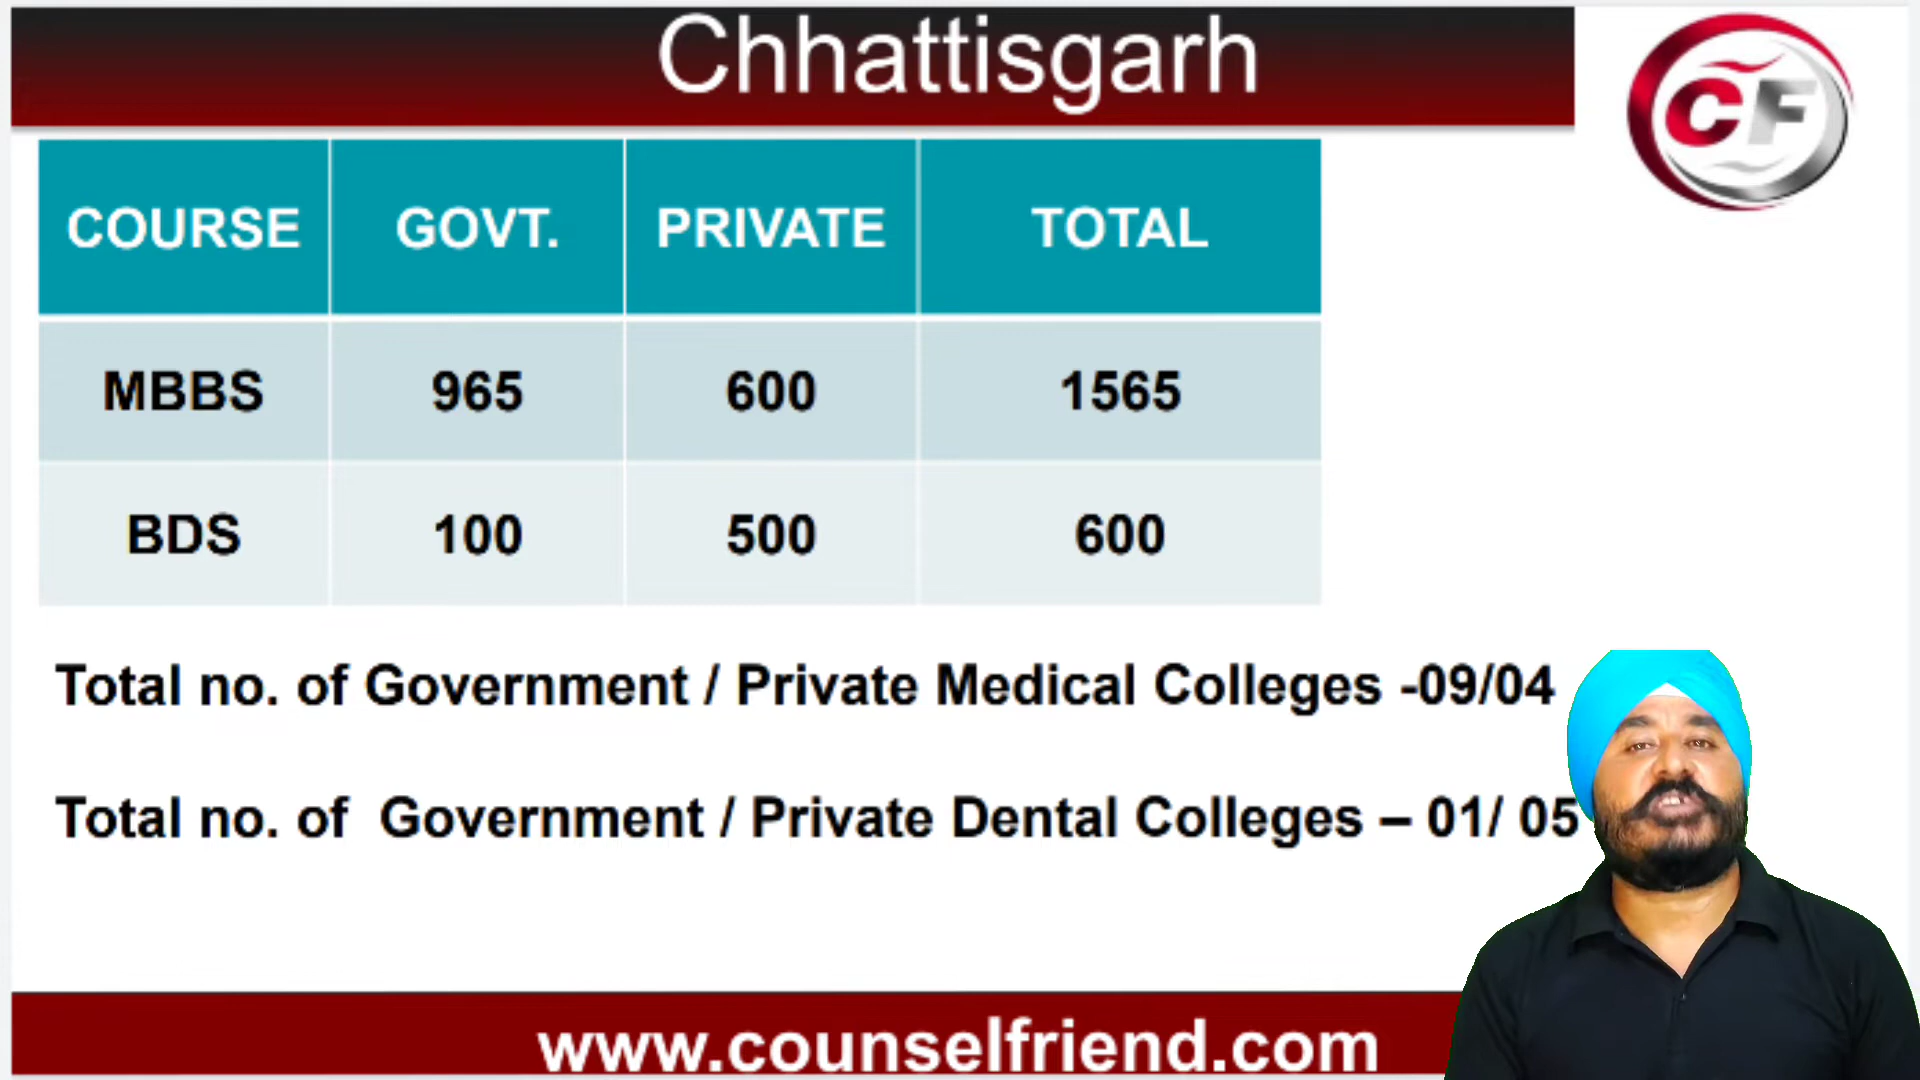 Chhattisgarh
CF
COURSE GOVT. PRIVATE TOTAL
MBBS 965 600 1565
BDS 100 500 600
Total no. of Government / Private Medical Colleges -09/04
Total no. of Government / Private Dental Colleges – 01/ 05
www.counselfriend.com